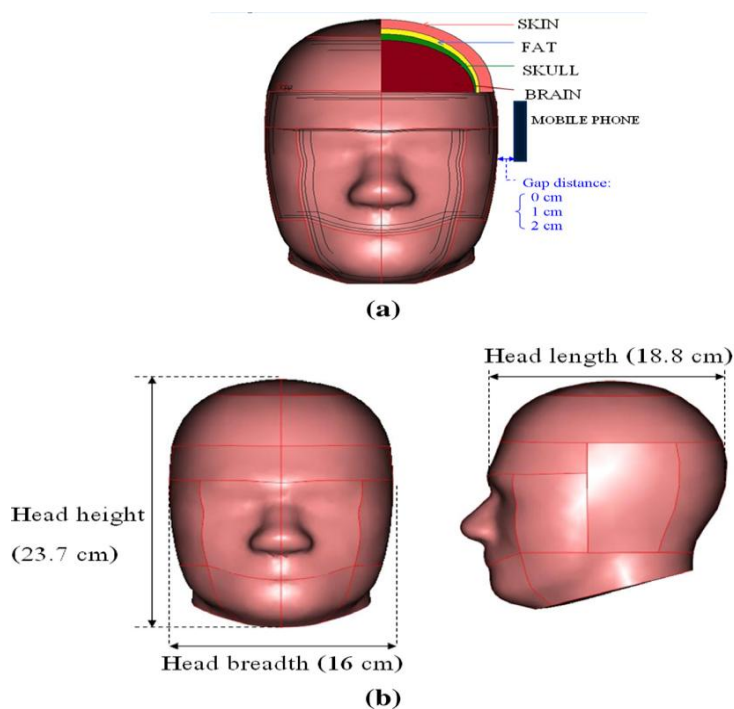 SKIN
FAT
SKULL
BRAIN
MOBILE PHONE
Gap distance:
0 cm
1 cm
2 cm
(a)
Head length (18.8 cm)
Head height
(23.7 cm)
Head breadth (16 cm)
(b)